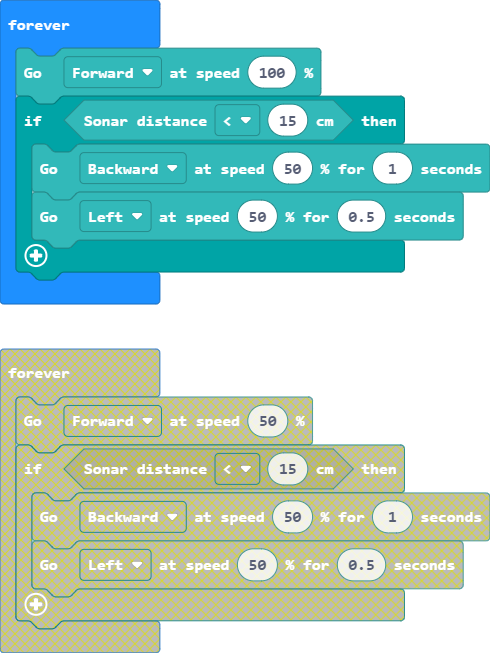 forever
Go Forward at speed 100 %
if Sonar distance < 15 cm then
Go Backward at speed 50 % for 1 seconds
Go Left at speed 50 % for 0.5 seconds
forever
Go Forward at speed 50 %
if Sonar distance < 15 cm then
Go Backward at speed 50 % for 1 seconds
Go Left at speed 50 % for 0.5 seconds